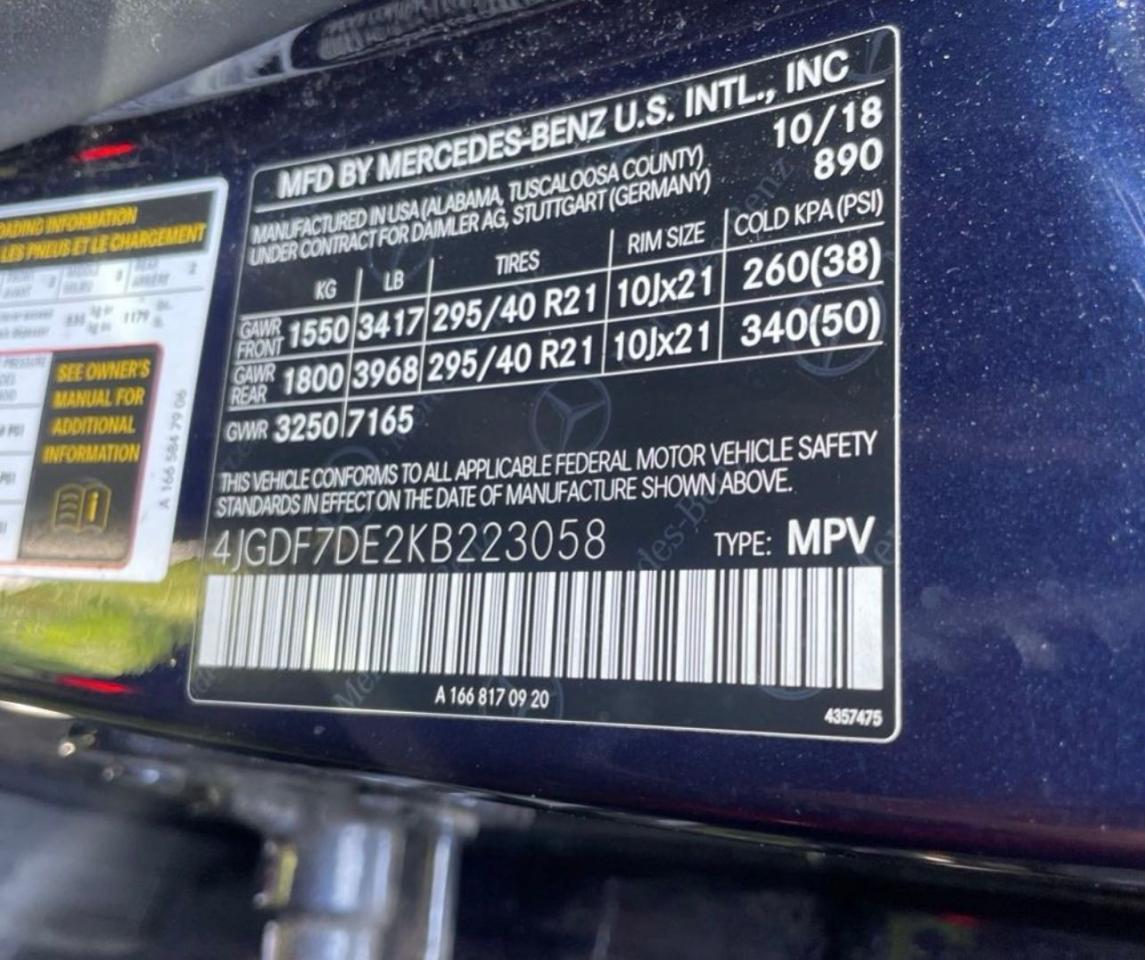 MFD BY MERCEDES-BENZ U.S. INTL., INC
MANUFACTURED IN USA (ALABAMA, TUSCALOOSA COUNTY) 10/18
UNDER CONTRACT FOR DAIMLER AG, STUTTGART (GERMANY) 890
KG LB TIRES RIM SIZE COLD KPA (PSI)
GAWR FRONT 1550 3417 295/40 R21 10Jx21 260(38)
GAWR REAR 1800 3968 295/40 R21 10Jx21 340(50)
GVWR 3250 7165
THIS VEHICLE CONFORMS TO ALL APPLICABLE FEDERAL MOTOR VEHICLE SAFETY
STANDARDS IN EFFECT ON THE DATE OF MANUFACTURE SHOWN ABOVE.
4JGDF7DE2KB223058 TYPE: MPV
A 166 817 09 20
4357475
INFORMATION
LES PNEUS ET LE CHARGEMENT
1179
SEE OWNER'S
MANUAL FOR
ADDITIONAL
INFORMATION
A 166 584 79 06